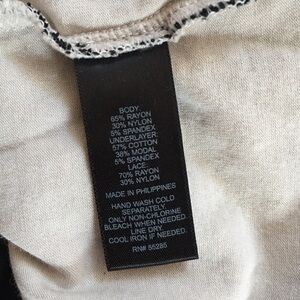 BODY
65% RAYON
30% NYLON
5% SPANDEX
UNDERLAYER:
57% COTTON
38% MODAL
5% SPANDEX
LACE:
70% RAYON
30% NYLON
MADE IN PHILIPPINES
HAND WASH COLD
SEPARATELY.
ONLY NON-CHLORINE
BLEACH WHEN NEEDED.
LINE DRY.
COOL IRON IF NEEDED.
RN# 55285